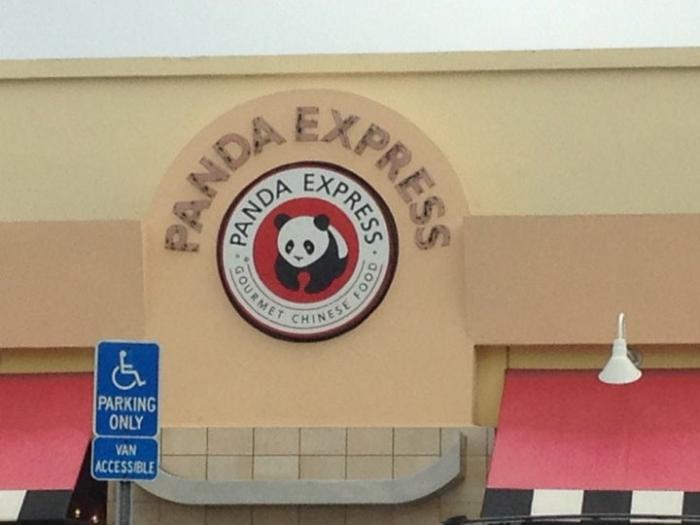 PANDA EXPRESS
PANDA EXPRESS
GOURMET CHINESE FOOD
PARKING
ONLY
VAN
ACCESSIBLE